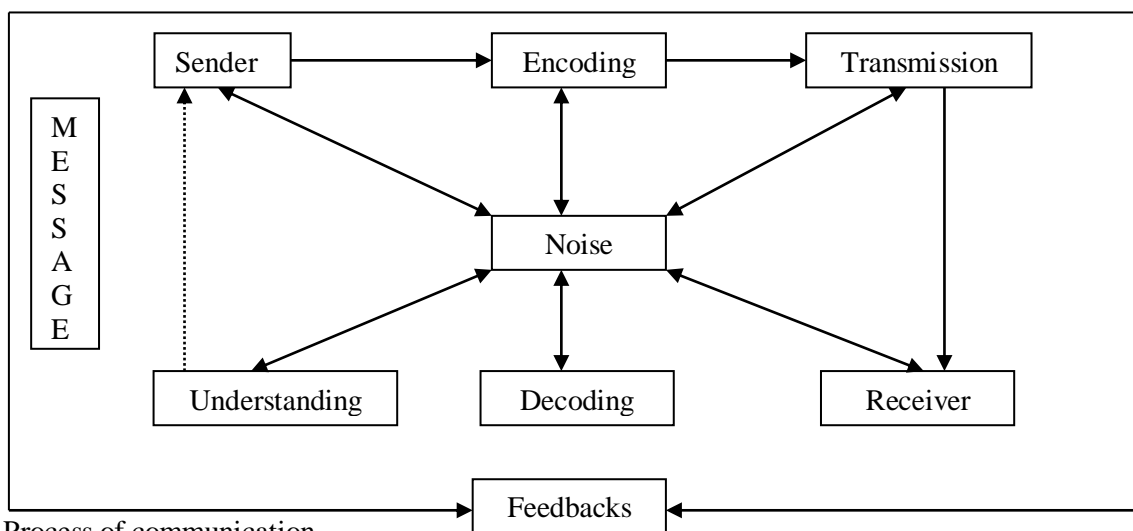 Sender
Encoding
Transmission
M
E
S
S
A
G
E
Noise
Understanding
Decoding
Receiver
Feedbacks
Process of communication